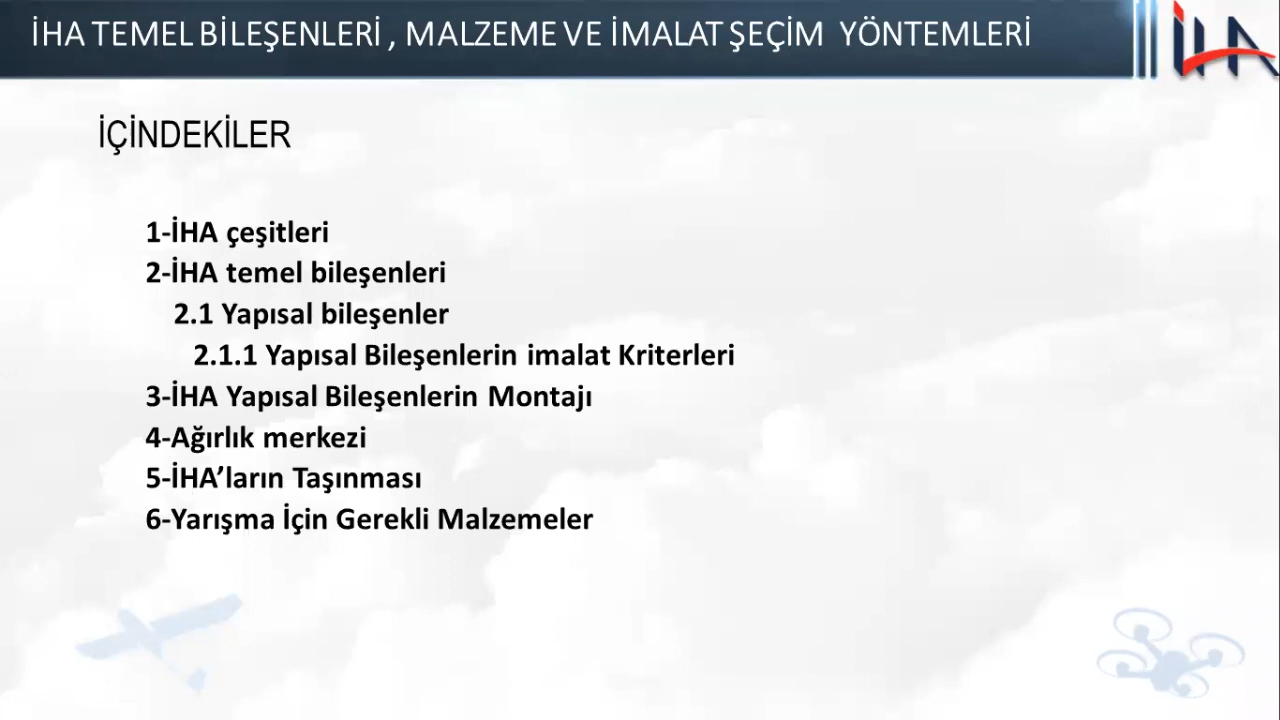 İHA TEMEL BİLEŞENLERİ , MALZEME VE İMALAT ŞEÇİM YÖNTEMLERİ
İHA
İÇİNDEKİLER
1-İHA çeşitleri
2-İHA temel bileşenleri
2.1 Yapısal bileşenler
2.1.1 Yapısal Bileşenlerin imalat Kriterleri
3-İHA Yapısal Bileşenlerin Montajı
4-Ağırlık merkezi
5-İHA’ların Taşınması
6-Yarışma İçin Gerekli Malzemeler